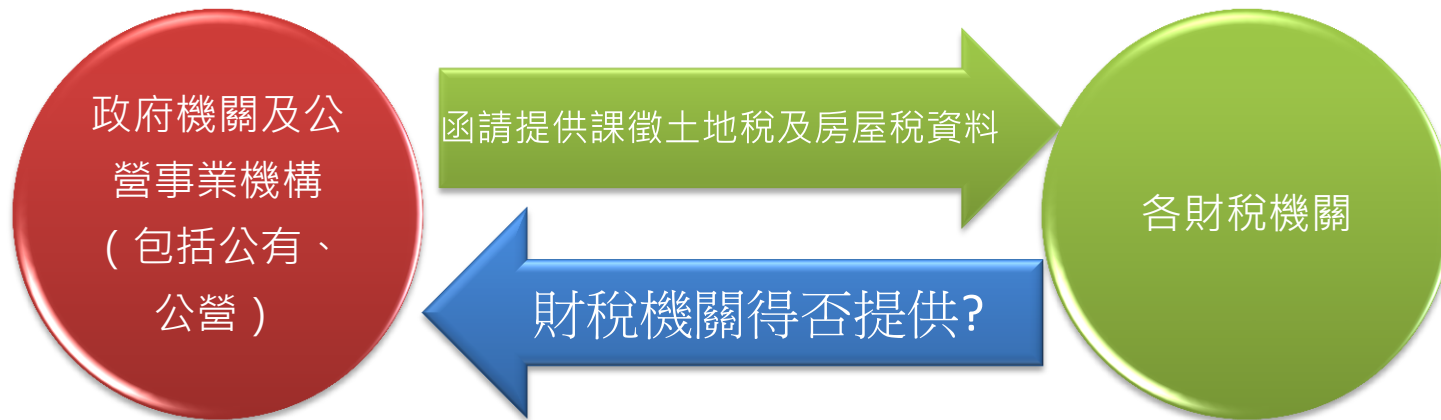 政府機關及公
營事業機構
（包括公有、
公營）
函請提供課徵土地稅及房屋稅資料
財稅機關得否提供?
各財稅機關